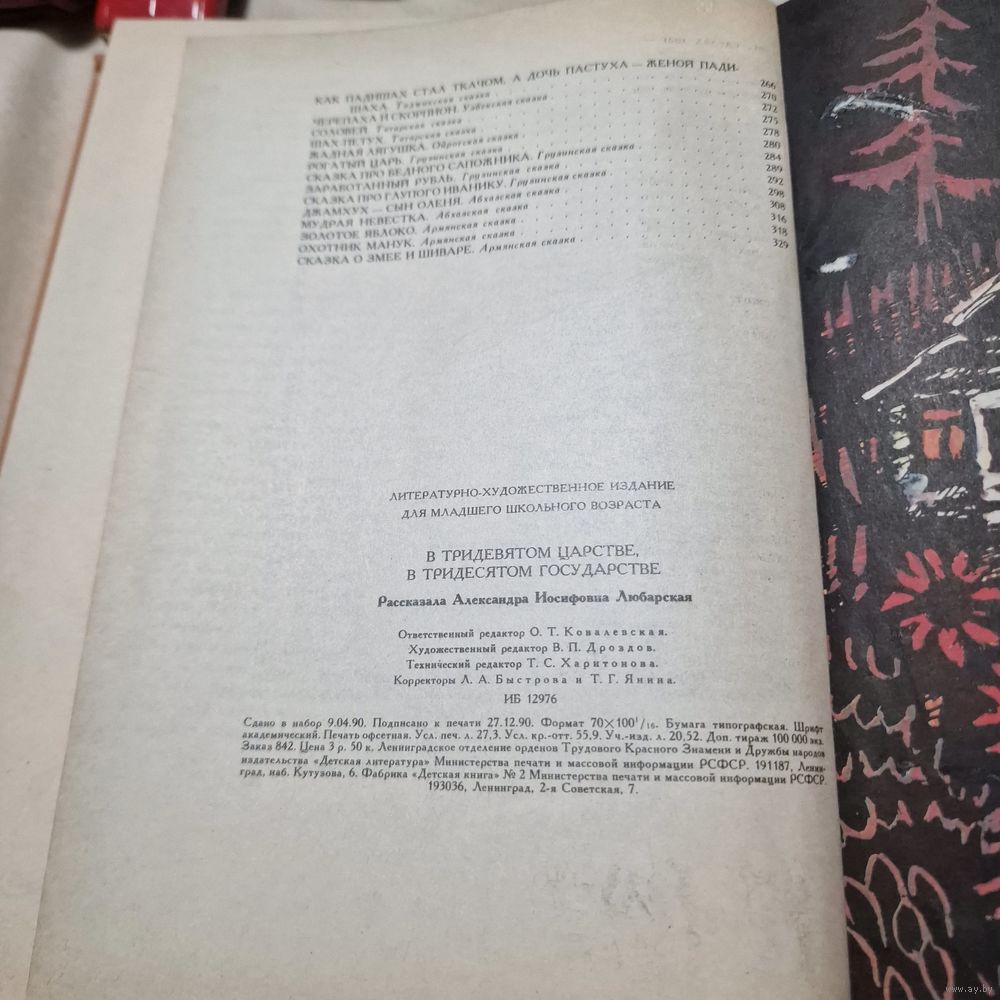 КАК ПАДИШАХ СТАЛ ТКАЧОМ, А ДОЧЬ ПАСТУХА — ЖЕНОЙ ПАДИ-
ШАХА. Таджикская сказка 266
ЧЕРЕПАХА И СКОРПИОН. Узбекская сказка 270
СОЛОВЕЙ. Татарская сказка 272
ШАХ-ПЕТУХ. Татарская сказка 275
ЖАДНАЯ ЛЯГУШКА. Ойротская сказка 278
РОГАТЫЙ ЦАРЬ. Грузинская сказка 280
СКАЗКА ПРО БЕДНОГО САПОЖНИКА. Грузинская сказка 284
ЗАРАБОТАННЫЙ РУБЛЬ. Грузинская сказка 289
СКАЗКА ПРО ГЛУПОГО ИВАНИКУ. Грузинская сказка 292
ДЖАМХУХ — СЫН ОЛЕНЯ. Абхазская сказка 298
МУДРАЯ НЕВЕСТКА. Абхазская сказка 308
ЗОЛОТОЕ ЯБЛОКО. Армянская сказка 316
ОХОТНИК МАНУК. Армянская сказка 318
СКАЗКА О ЗМЕЕ И ШИВАРЕ. Армянская сказка 329
ЛИТЕРАТУРНО-ХУДОЖЕСТВЕННОЕ ИЗДАНИЕ
ДЛЯ МЛАДШЕГО ШКОЛЬНОГО ВОЗРАСТА
В ТРИДЕВЯТОМ ЦАРСТВЕ,
В ТРИДЕСЯТОМ ГОСУДАРСТВЕ
Рассказала Александра Иосифовна Любарская
Ответственный редактор О. Т. Ковалевская.
Художественный редактор В. П. Дроздов.
Технический редактор Т. С. Харитонова.
Корректоры Л. А. Быстрова и Т. Г. Янина.
ИБ 12976
Сдано в набор 9.04.90. Подписано к печати 27.12.90. Формат 70×100¹/₁₆. Бумага типографская. Шрифт
академический. Печать офсетная. Усл. печ. л. 27,3. Усл. кр.-отт. 55,9. Уч.-изд. л. 20,52. Доп. тираж 100 000 экз.
Заказ 842. Цена 3 р. 50 к. Ленинградское отделение орденов Трудового Красного Знамени и Дружбы народов
издательства «Детская литература» Министерства печати и массовой информации РСФСР. 191187, Ленин-
град, наб. Кутузова, 6. Фабрика «Детская книга» № 2 Министерства печати и массовой информации РСФСР.
193036, Ленинград, 2-я Советская, 7.
www.ay.by